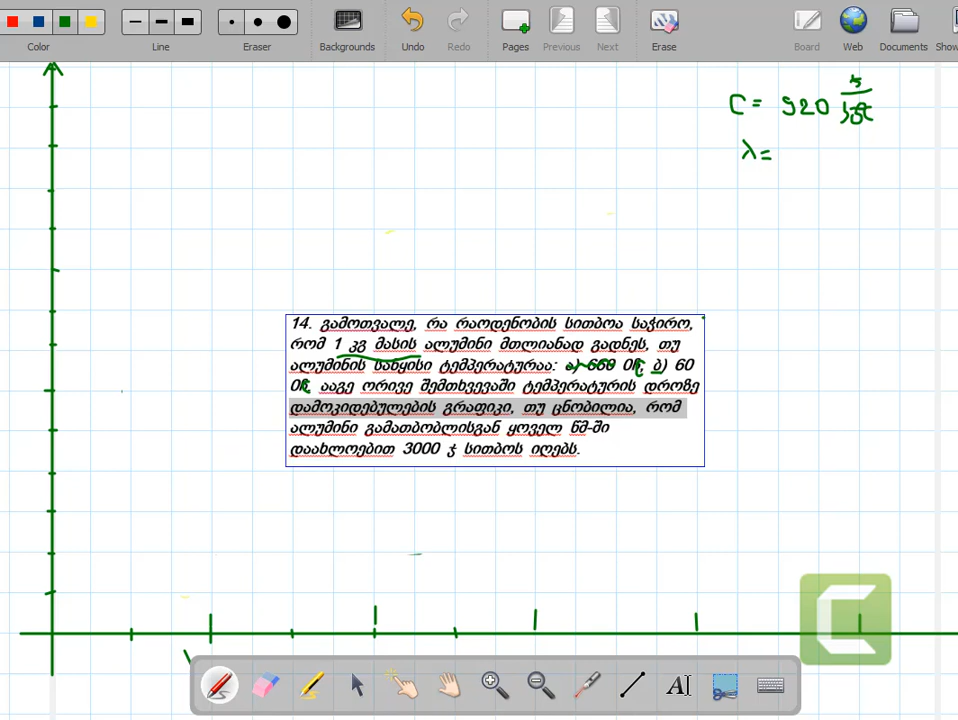 Color
Line
Eraser
Backgrounds
Undo
Redo
Pages
Previous
Next
Erase
Board
Web
Documents
Show
C = 920 ჯ/კგ°C
λ=
14. გამოთვალე, რა რაოდენობის სითბოა საჭირო,
რომ 1 კგ მასის ალუმინი მთლიანად გადნეს, თუ
ალუმინის საწყისი ტემპერატურაა: ა) 660 0C, ბ) 60
0C ააგე ორივე შემთხვევაში ტემპერატურის დროზე
დამოკიდებულების გრაფიკი, თუ ცნობილია, რომ
ალუმინი გამათბობლისგან ყოველ წმ-ში
დაახლოებით 3000 ჯ სითბოს იღებს.